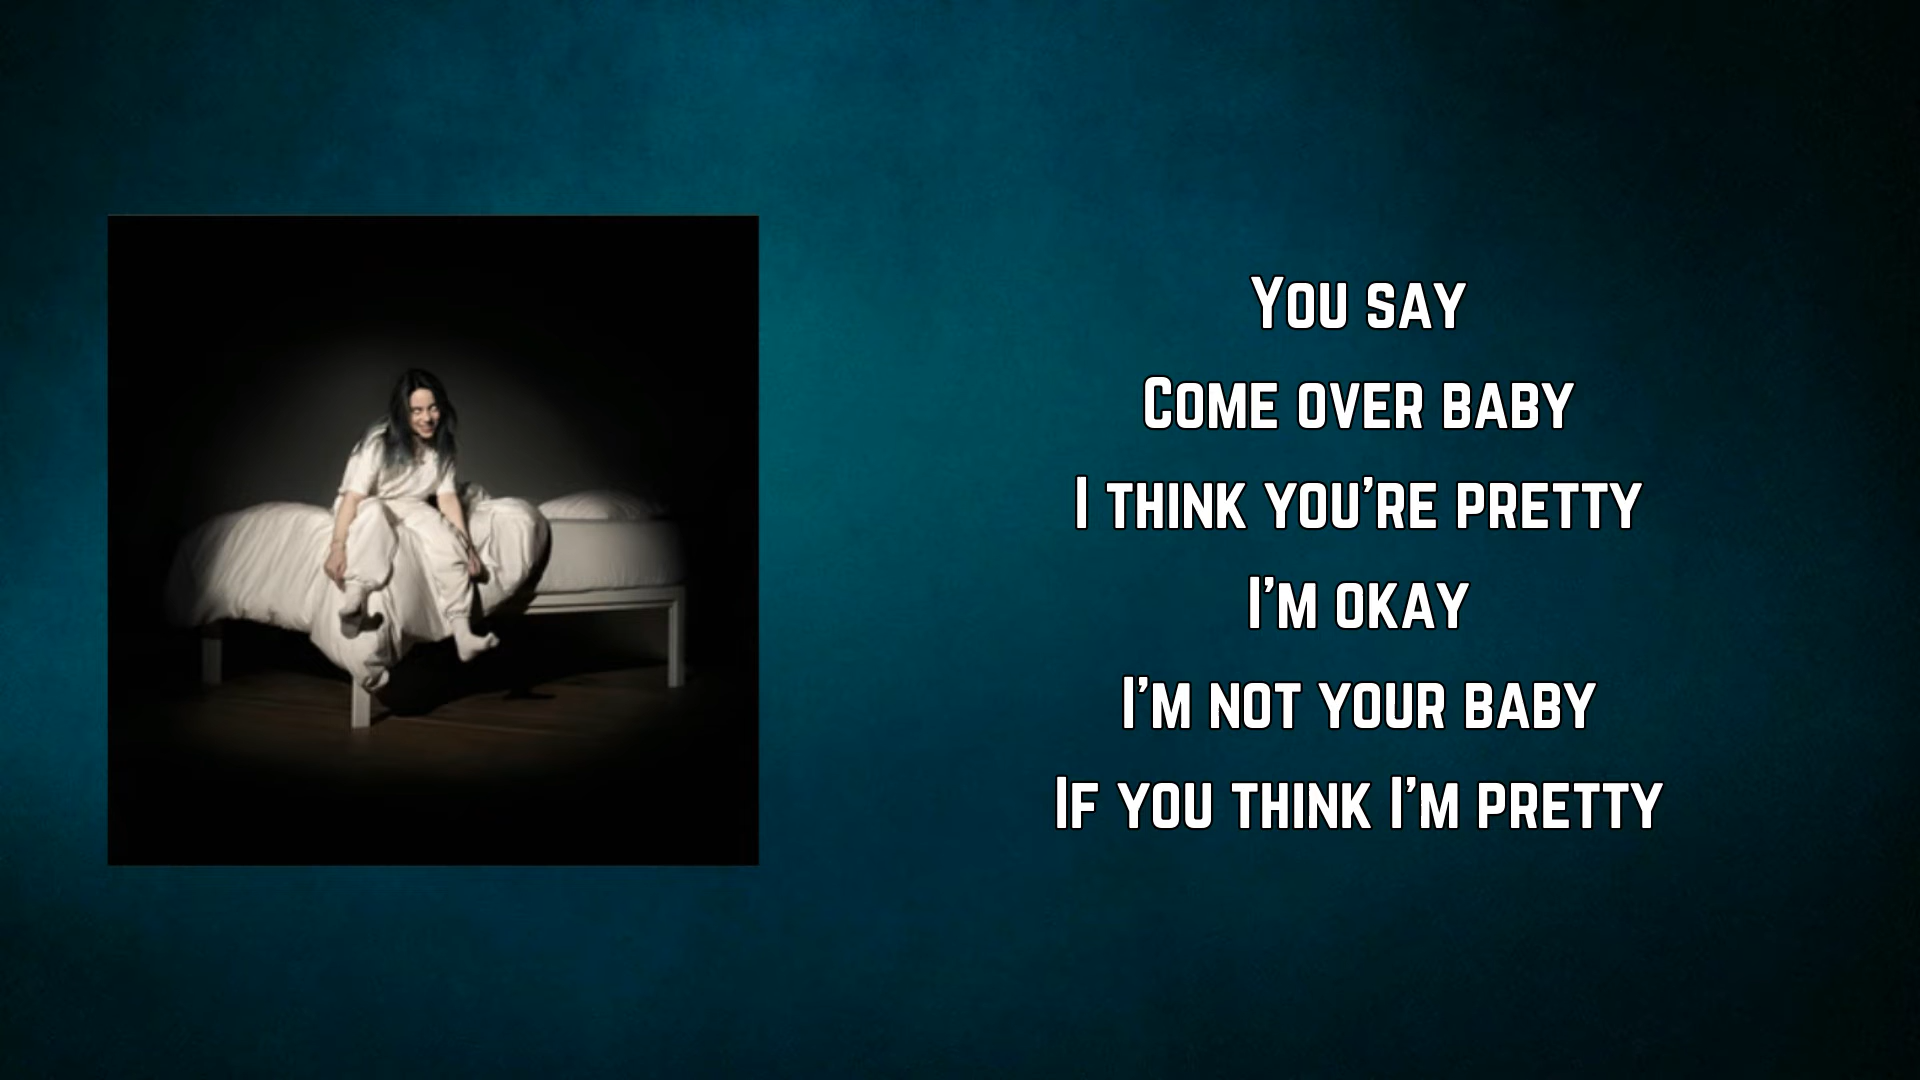 You say
Come over baby
I think you're pretty
I'm okay
I'm not your baby
If you think I'm pretty